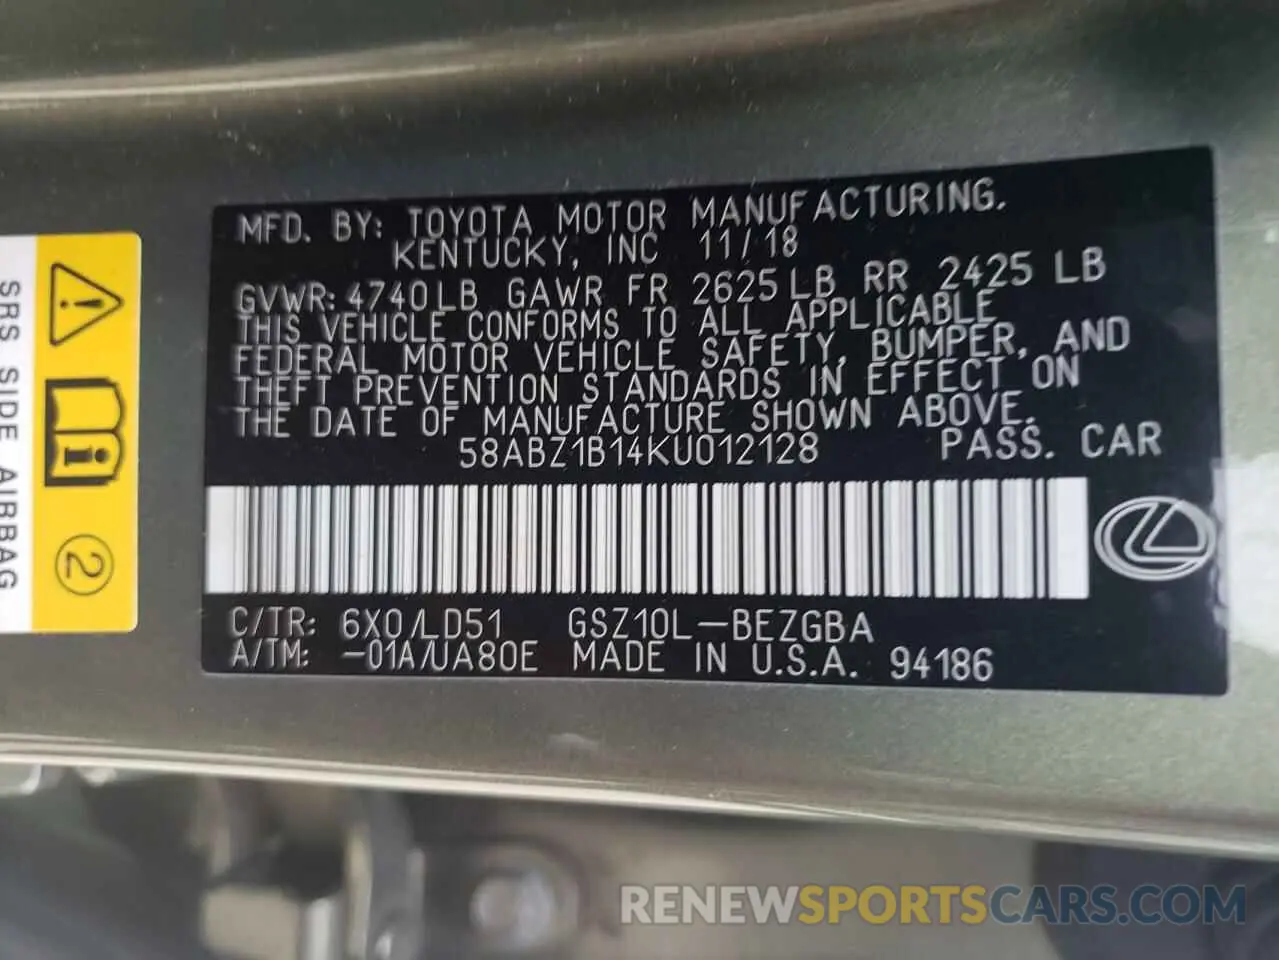 MFD. BY: TOYOTA MOTOR MANUFACTURING.
KENTUCKY, INC 11/18
GVWR: 4740LB GAWR FR 2625LB RR 2425 LB
THIS VEHICLE CONFORMS TO ALL APPLICABLE
FEDERAL MOTOR VEHICLE SAFETY, BUMPER, AND
THEFT PREVENTION STANDARDS IN EFFECT ON
THE DATE OF MANUFACTURE SHOWN ABOVE.
58ABZ1B14KU012128 PASS. CAR
C/TR: 6X0/LD51 GSZ10L-BEZGBA
A/TM: -01A/UA80E MADE IN U.S.A. 94186
SRS SIDE AIRBAG
2
RENEWSPORTSCARS.COM